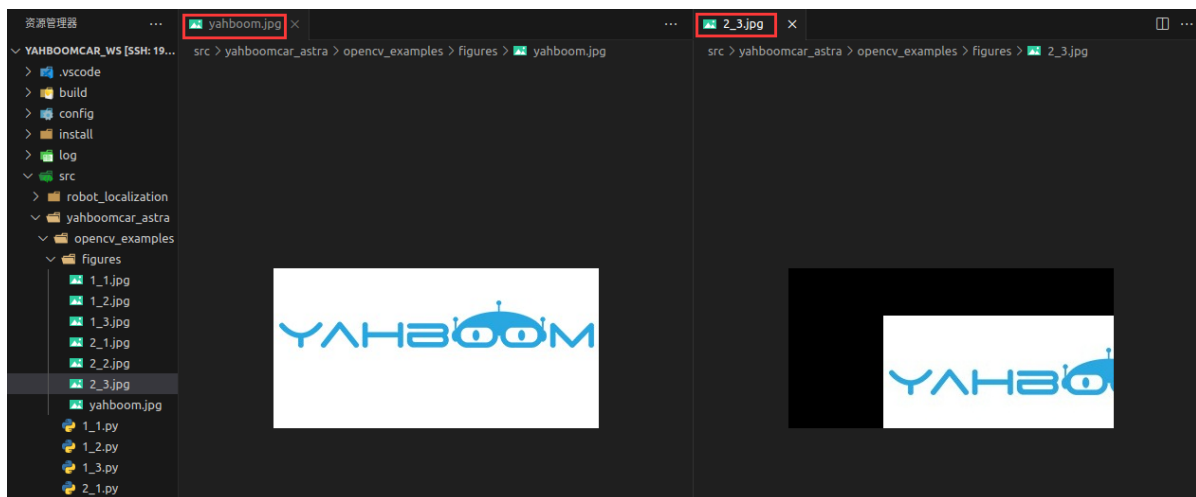 资源管理器 ...
YAHBOOMCAR_WS [SSH: 19...
.vscode
build
config
install
log
src
robot_localization
yahboomcar_astra
opencv_examples
figures
1_1.jpg
1_2.jpg
1_3.jpg
2_1.jpg
2_2.jpg
2_3.jpg
yahboom.jpg
1_1.py
1_2.py
1_3.py
2_1.py
yahboom.jpg
src > yahboomcar_astra > opencv_examples > figures > yahboom.jpg
YAHBOOM
2_3.jpg
src > yahboomcar_astra > opencv_examples > figures > 2_3.jpg
YAHBO